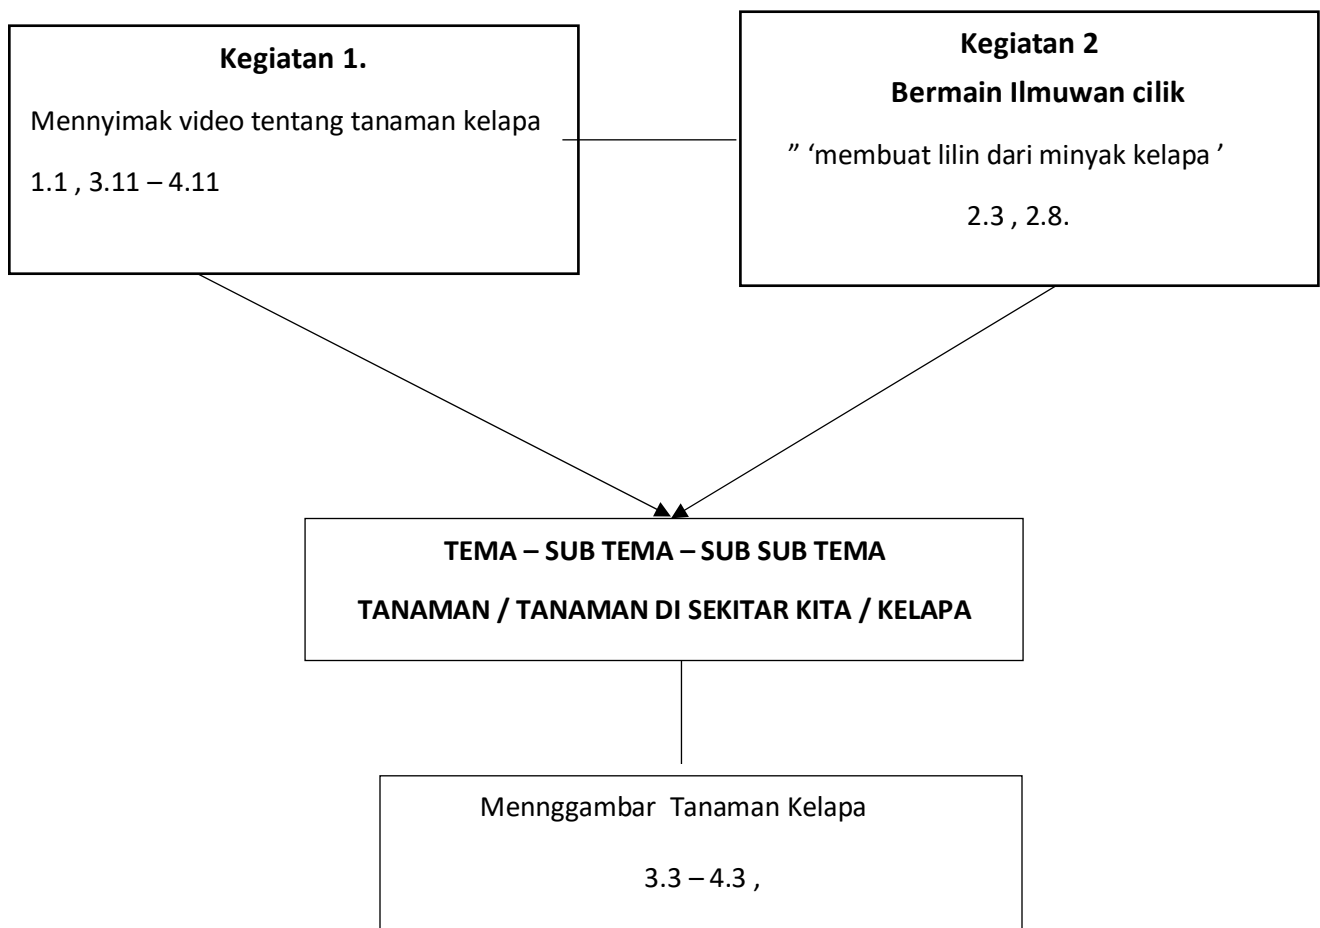 Kegiatan 1.
Mennyimak video tentang tanaman kelapa
1.1 , 3.11 – 4.11
Kegiatan 2
Bermain Ilmuwan cilik
” ‘membuat lilin dari minyak kelapa ’
2.3 , 2.8.
TEMA – SUB TEMA – SUB SUB TEMA
TANAMAN / TANAMAN DI SEKITAR KITA / KELAPA
Mennggambar Tanaman Kelapa
3.3 – 4.3 ,